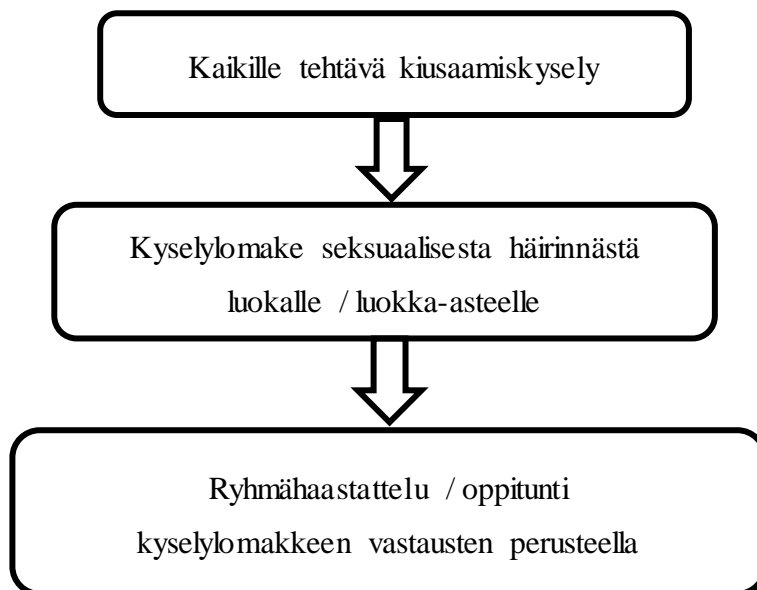 Kaikille tehtävä kiusaamiskysely
Kyselylomake seksuaalisesta häirinnästä
luokalle / luokka-asteelle
Ryhmähaastattelu / oppitunti
kyselylomakkeen vastausten perusteella